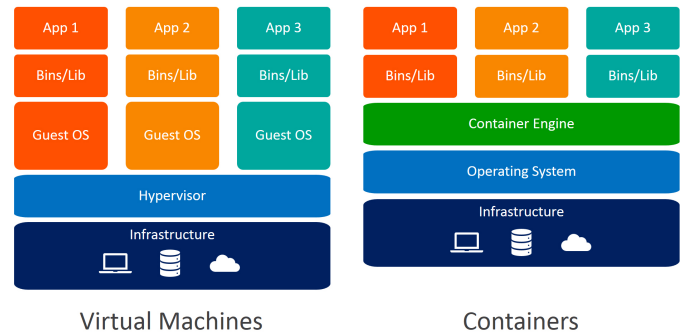 App 1 App 2 App 3
Bins/Lib Bins/Lib Bins/Lib
Guest OS Guest OS Guest OS
Hypervisor
Infrastructure
Virtual Machines
App 1 App 2 App 3
Bins/Lib Bins/Lib Bins/Lib
Container Engine
Operating System
Infrastructure
Containers